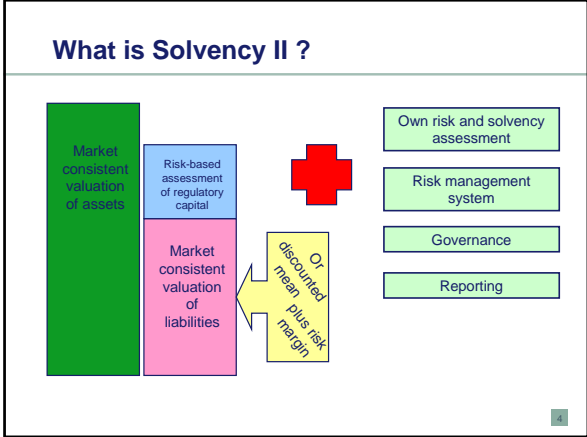 What is Solvency II ?
Market
consistent
valuation
of assets
Risk-based
assessment
of regulatory
capital
Market
consistent
valuation
of
liabilities
Or
discounted
mean plus risk
margin
Own risk and solvency
assessment
Risk management
system
Governance
Reporting
4